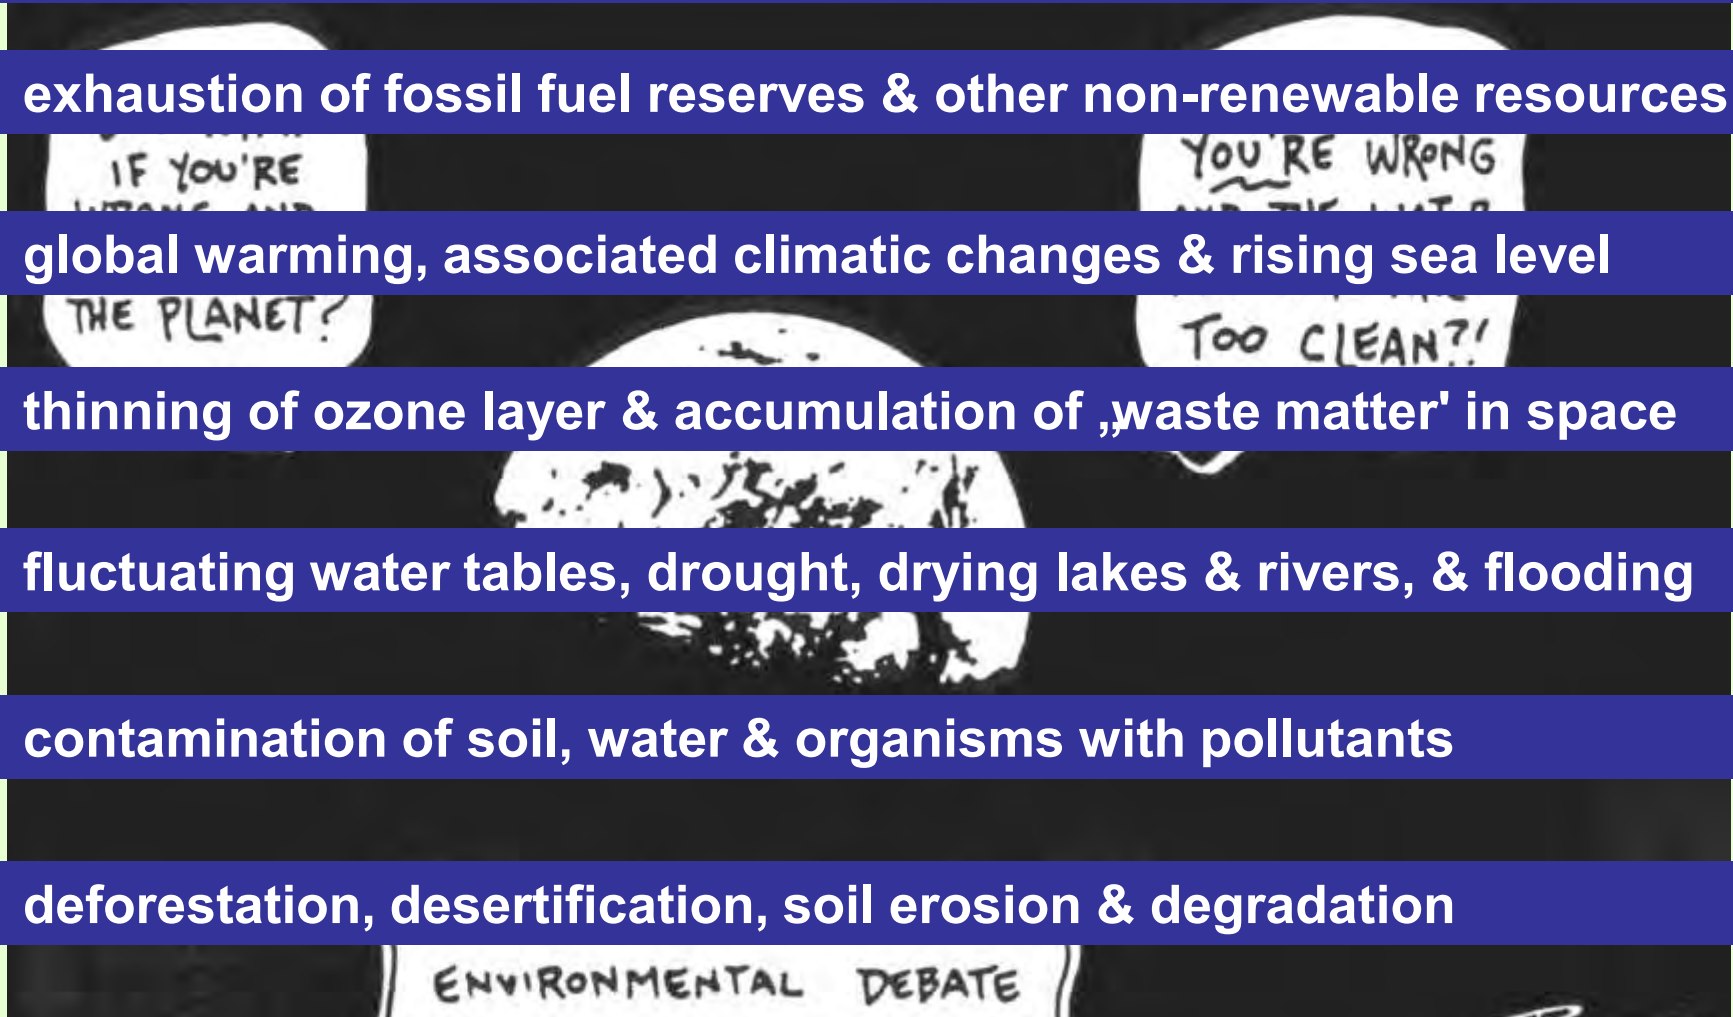 exhaustion of fossil fuel reserves & other non-renewable resources
IF YOU'RE
YOU'RE WRONG
global warming, associated climatic changes & rising sea level
THE PLANET?
TOO CLEAN?!
thinning of ozone layer & accumulation of „waste matter' in space
fluctuating water tables, drought, drying lakes & rivers, & flooding
contamination of soil, water & organisms with pollutants
deforestation, desertification, soil erosion & degradation
ENVIRONMENTAL DEBATE